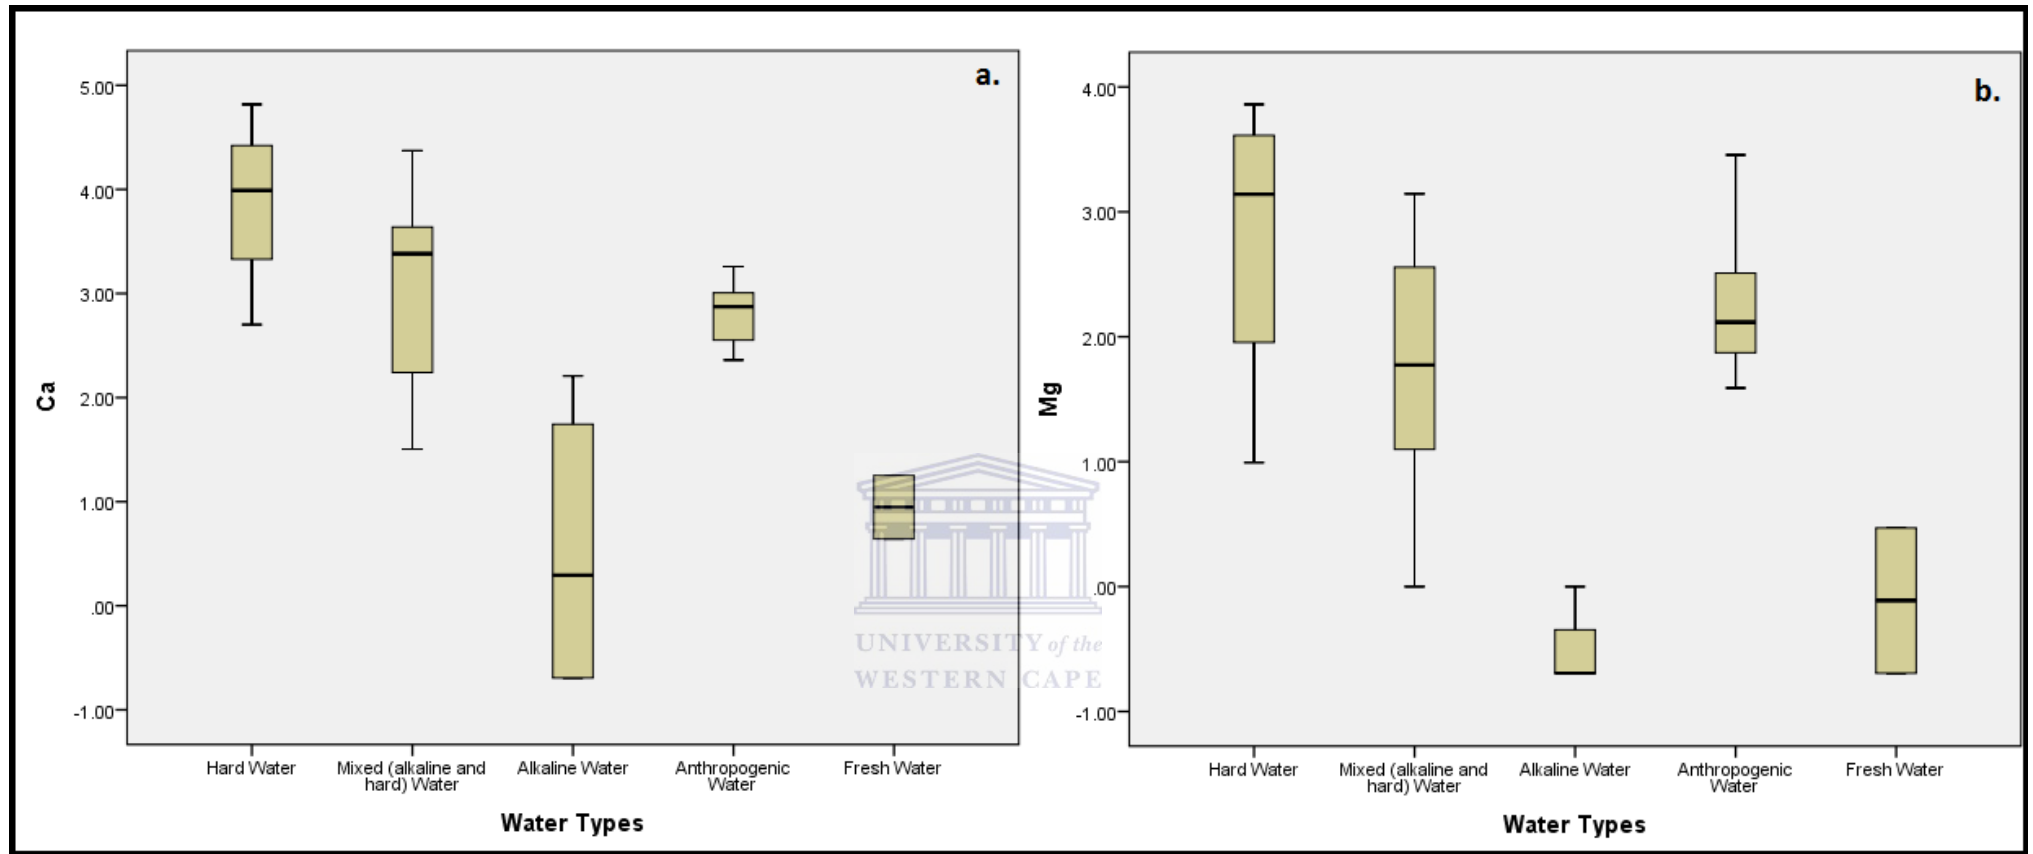 a.
5.00
4.00
3.00
2.00
1.00
.00
-1.00
Ca
Hard Water
Mixed (alkaline and
hard) Water
Alkaline Water
Anthropogenic
Water
Fresh Water
Water Types
b.
4.00
3.00
2.00
1.00
.00
-1.00
Mg
Hard Water
Mixed (alkaline and
hard) Water
Alkaline Water
Anthropogenic
Water
Fresh Water
Water Types
UNIVERSITY of the
WESTERN CAPE